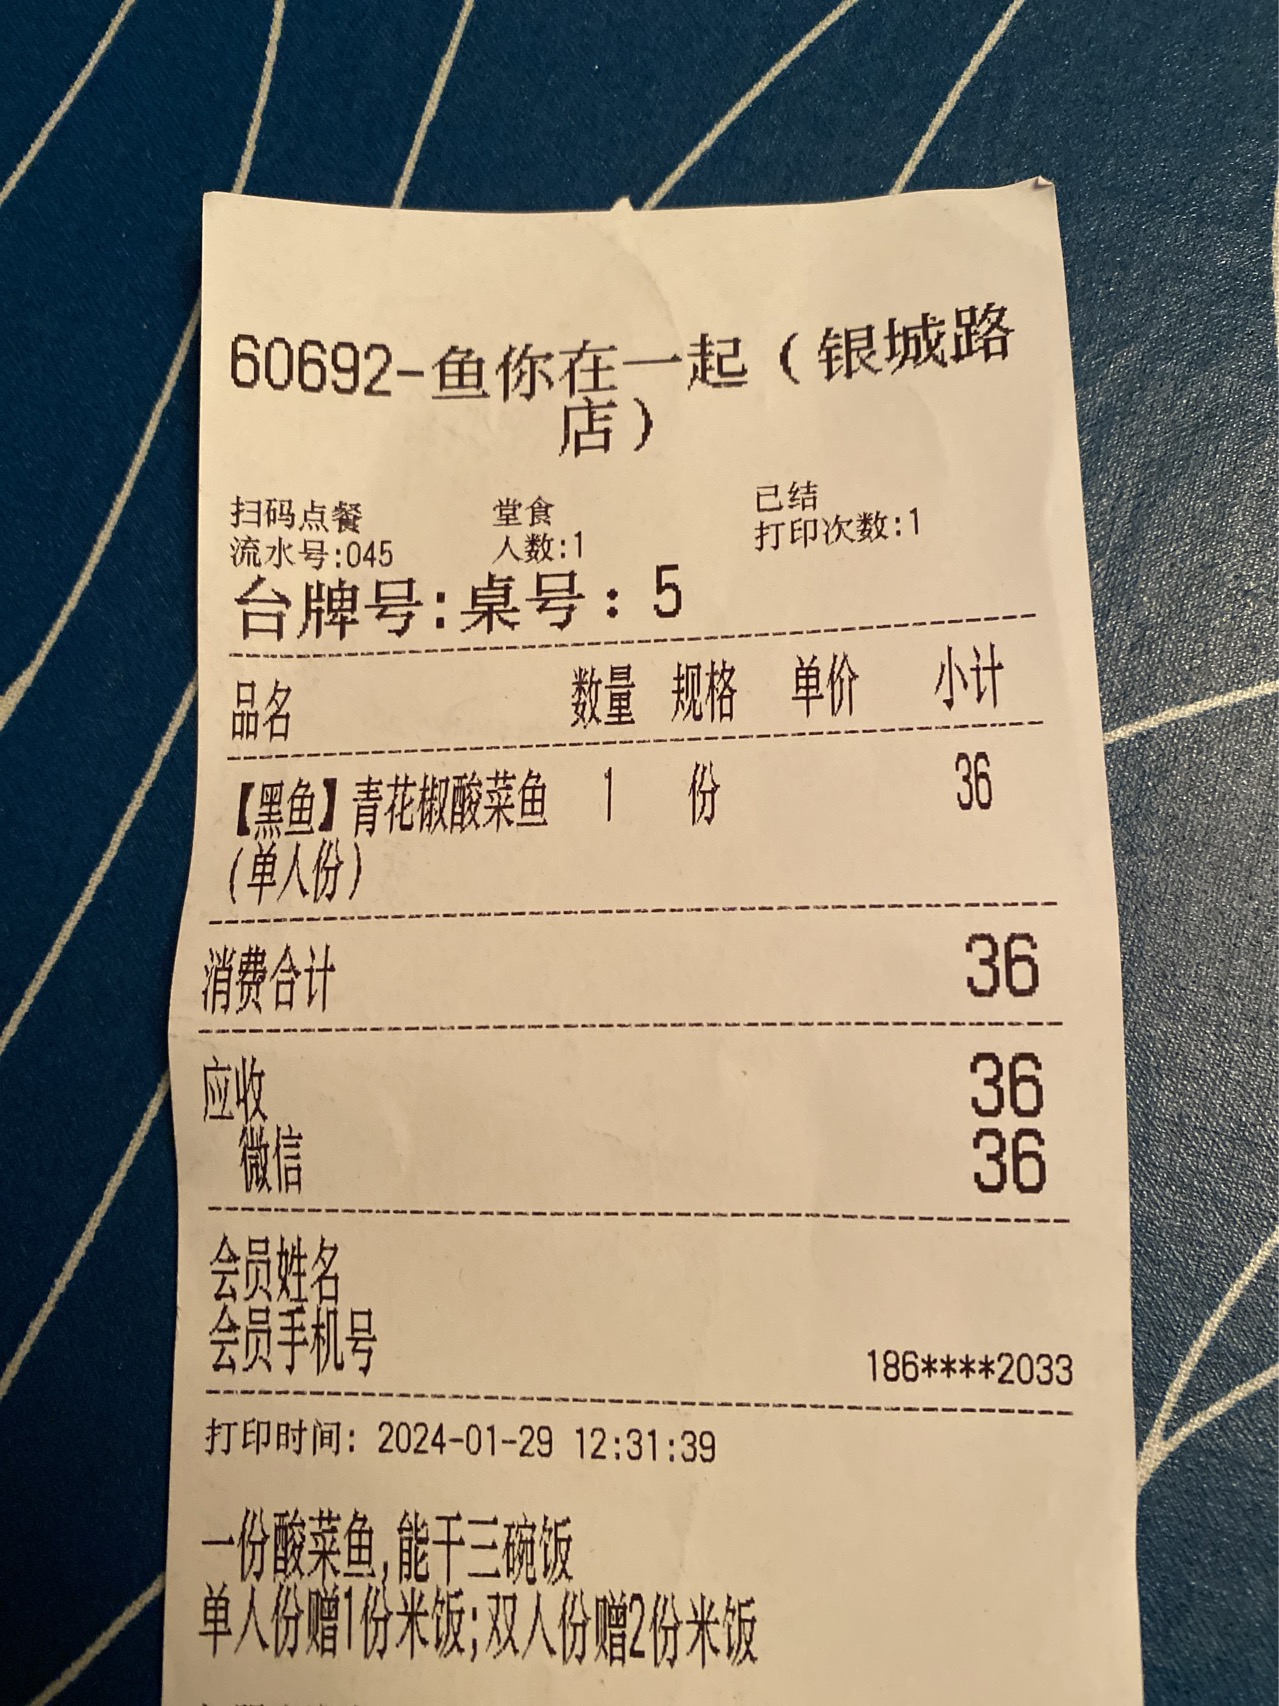 60692-鱼你在一起（银城路
店）
扫码点餐 堂食 已结
流水号:045 人数:1 打印次数:1
台牌号:桌号：5
品名 数量 规格 单价 小计
【黑鱼】青花椒酸菜鱼 1 份 36
(单人份)
消费合计 36
应收 36
微信 36
会员姓名
会员手机号 186****2033
打印时间: 2024-01-29 12:31:39
一份酸菜鱼,能干三碗饭
单人份赠1份米饭;双人份赠2份米饭